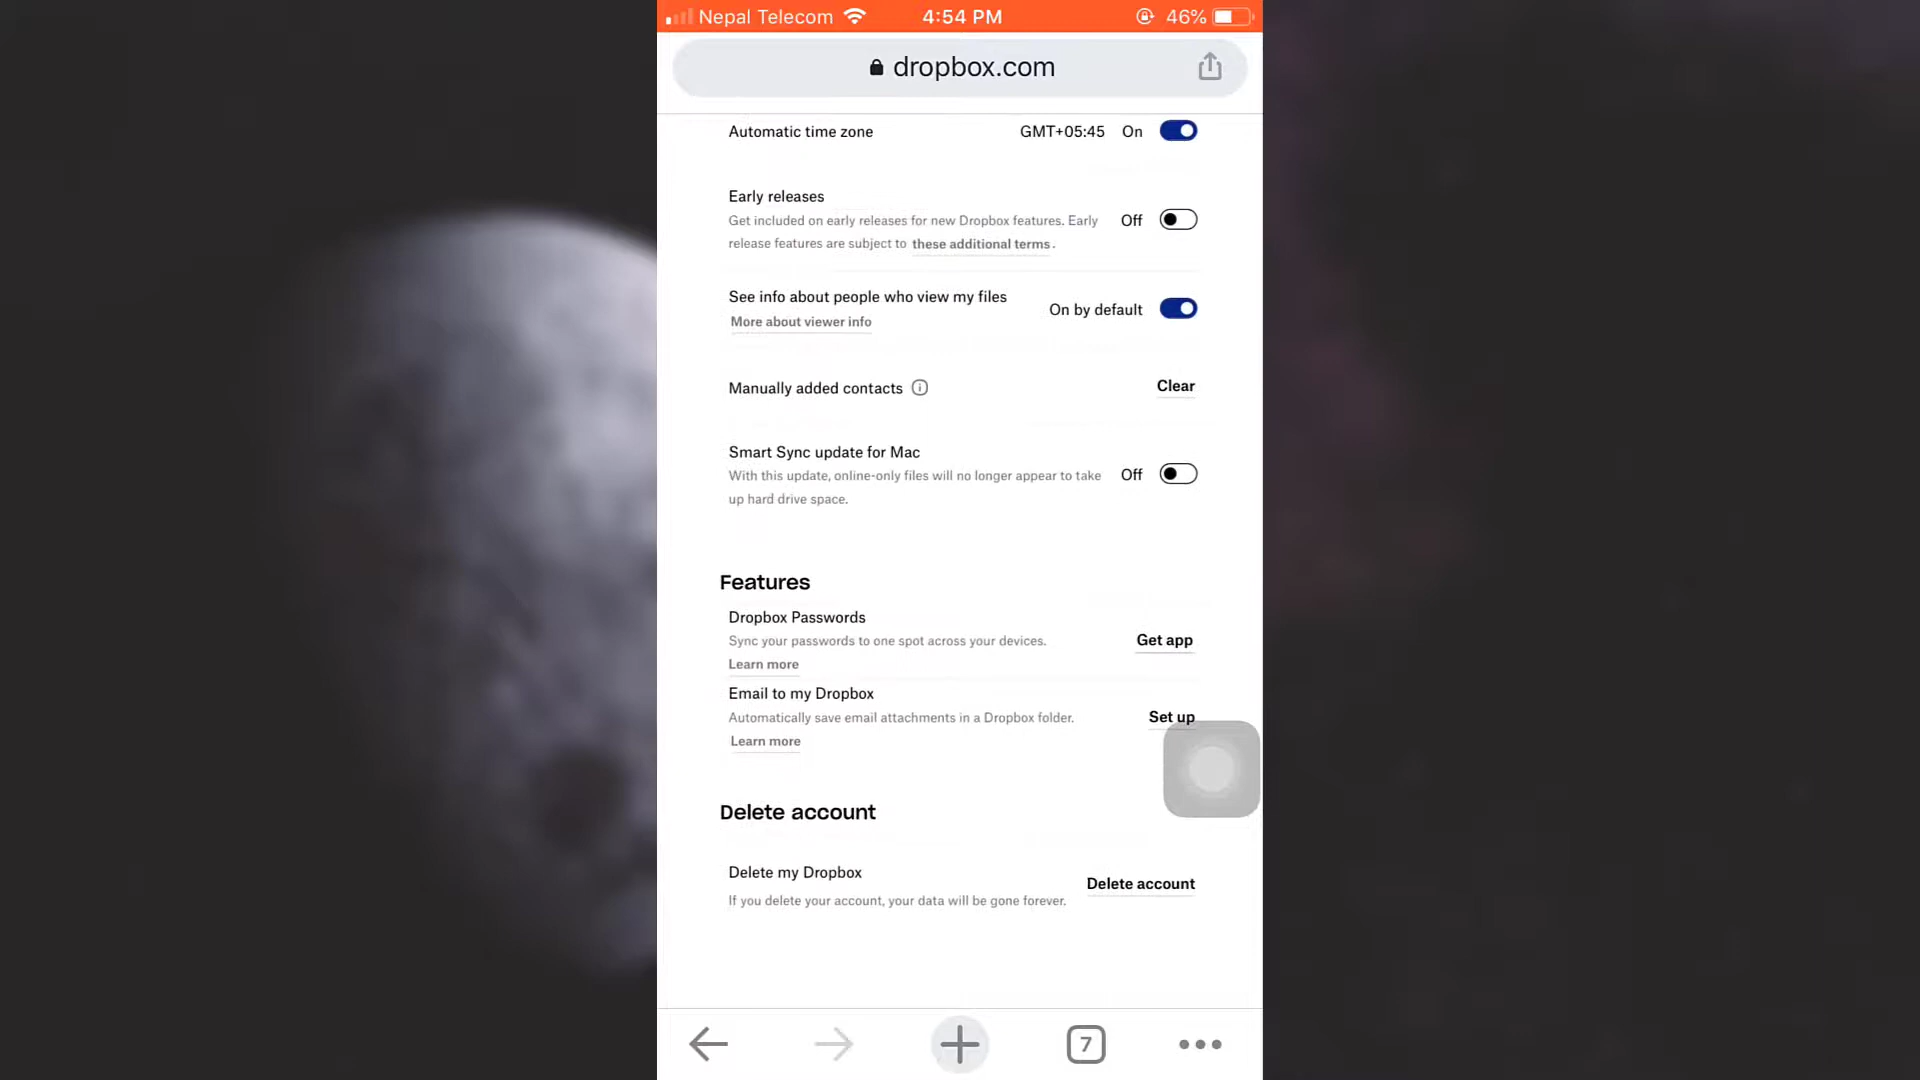 Nepal Telecom 4:54 PM 46%
dropbox.com
Automatic time zone GMT+05:45 On
Early releases
Get included on early releases for new Dropbox features. Early
release features are subject to these additional terms.
Off
See info about people who view my files
More about viewer info
On by default
Manually added contacts Clear
Smart Sync update for Mac
With this update, online-only files will no longer appear to take
up hard drive space.
Off
Features
Dropbox Passwords
Sync your passwords to one spot across your devices.
Learn more
Get app
Email to my Dropbox
Automatically save email attachments in a Dropbox folder.
Learn more
Set up
Delete account
Delete my Dropbox
If you delete your account, your data will be gone forever.
Delete account
7